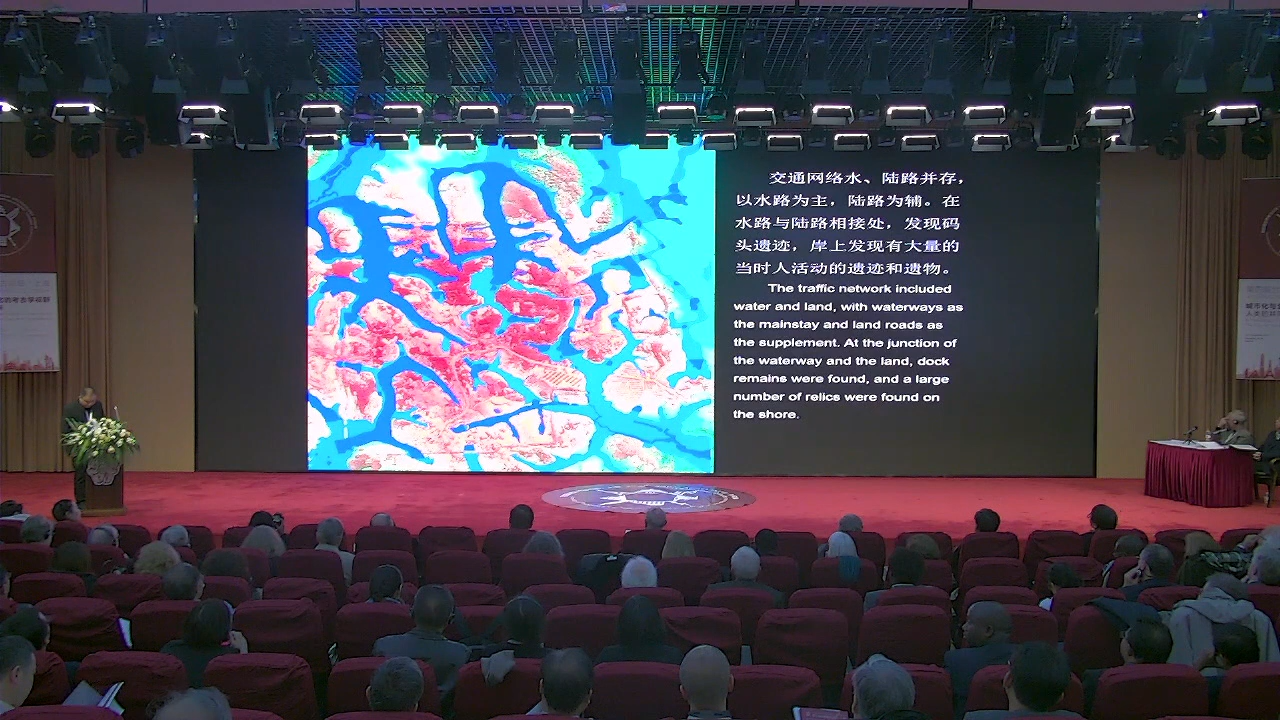 交通网络水、陆路并存，
以水路为主，陆路为辅。在
水路与陆路相接处，发现码
头遗迹，岸上发现有大量的
当时人活动的遗迹和遗物。
The traffic network included
water and land, with waterways as
the mainstay and land roads as
the supplement. At the junction of
the waterway and the land, dock
remains were found, and a large
number of relics were found on
the shore.